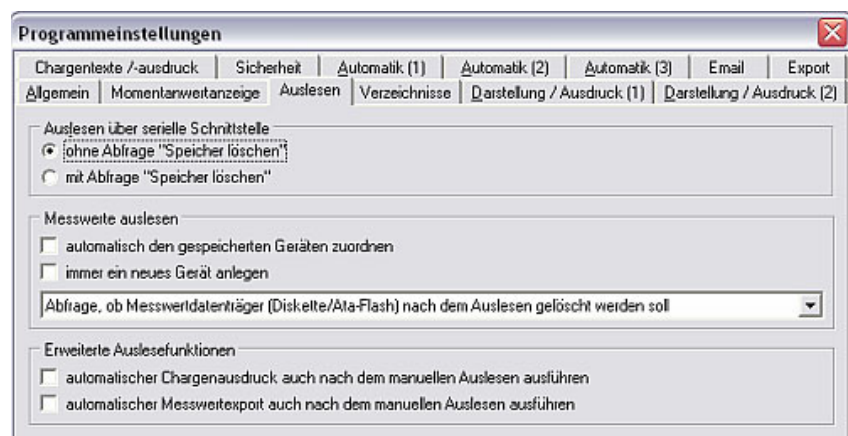 Programmeinstellungen
Chargentexte /-ausdruck Sicherheit Automatik (1) Automatik (2) Automatik (3) Email Export
Allgemein Momentanwertanzeige Auslesen Verzeichnisse Darstellung / Ausdruck (1) Darstellung / Ausdruck (2)
Auslesen über serielle Schnittstelle
ohne Abfrage "Speicher löschen"
mit Abfrage "Speicher löschen"
Messwerte auslesen
automatisch den gespeicherten Geräten zuordnen
immer ein neues Gerät anlegen
Abfrage, ob Messwertdatenträger (Diskette/Ata-Flash) nach dem Auslesen gelöscht werden soll
Erweiterte Auslesefunktionen
automatischer Chargenausdruck auch nach dem manuellen Auslesen ausführen
automatischer Messwertexport auch nach dem manuellen Auslesen ausführen